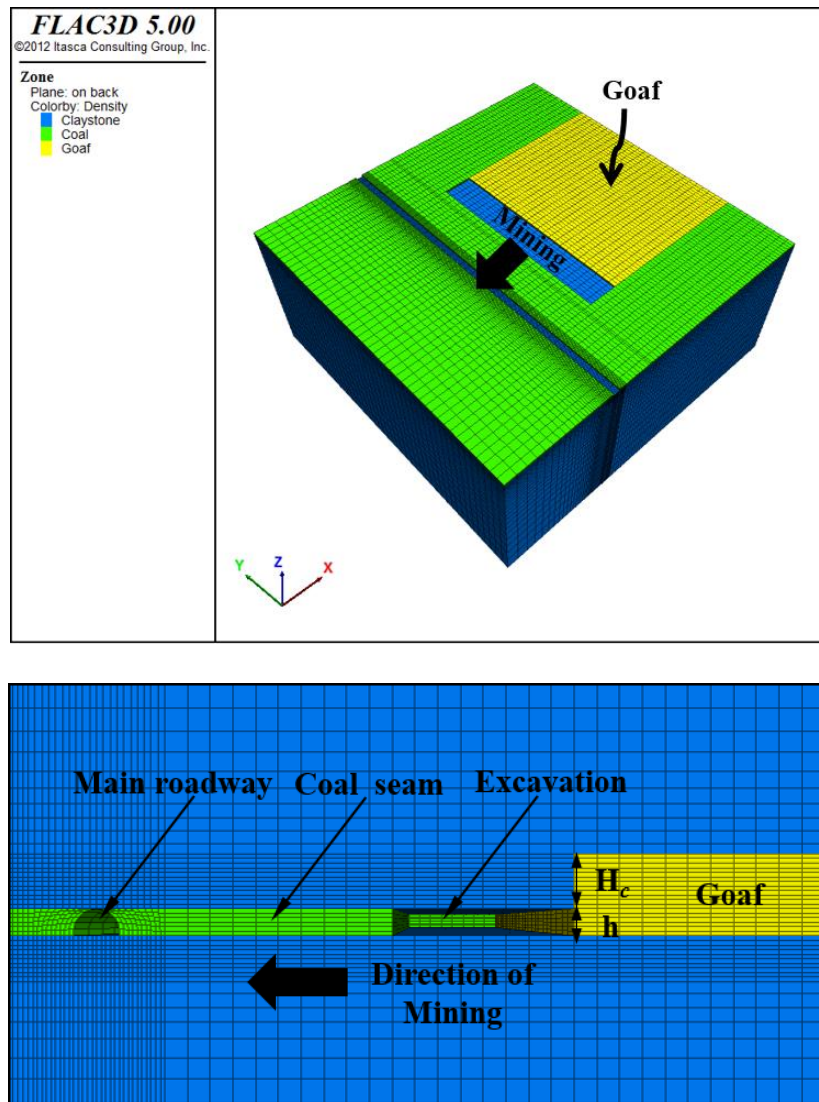 FLAC3D 5.00
©2012 Itasca Consulting Group, Inc.
Zone
Plane: on back
Colorby: Density
Claystone
Coal
Goaf
Goaf
Mining
Y
Z
X
Main roadway
Coal seam
Excavation
Hc
Goaf
h
Direction of
Mining